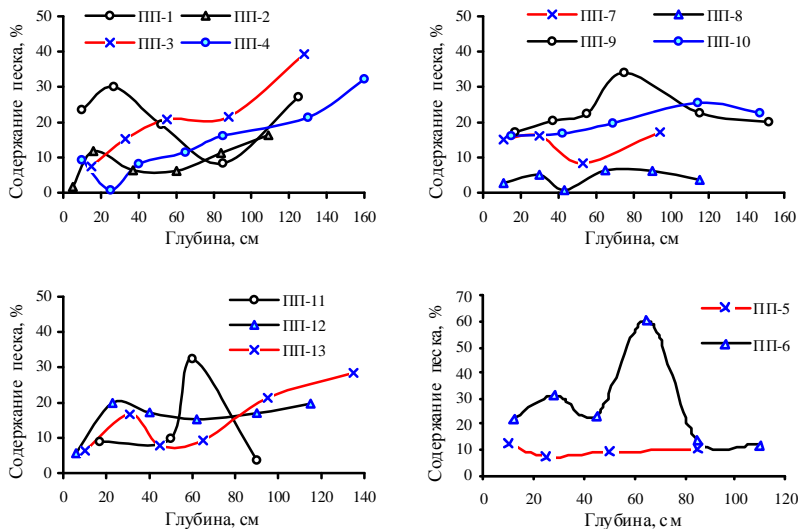 ПП-1 ПП-2
ПП-3 ПП-4
Содержание песка, %
50
40
30
20
10
0
0 20 40 60 80 100 120 140 160
Глубина, см
ПП-7 ПП-8
ПП-9 ПП-10
Содержание песка, %
50
40
30
20
10
0
0 20 40 60 80 100 120 140 160
Глубина, см
ПП-11
ПП-12
ПП-13
Содержание песка, %
50
40
30
20
10
0
0 20 40 60 80 100 120 140
Глубина, см
ПП-5
ПП-6
Содержание песка, %
70
60
50
40
30
20
10
0
0 20 40 60 80 100 120
Глубина, см